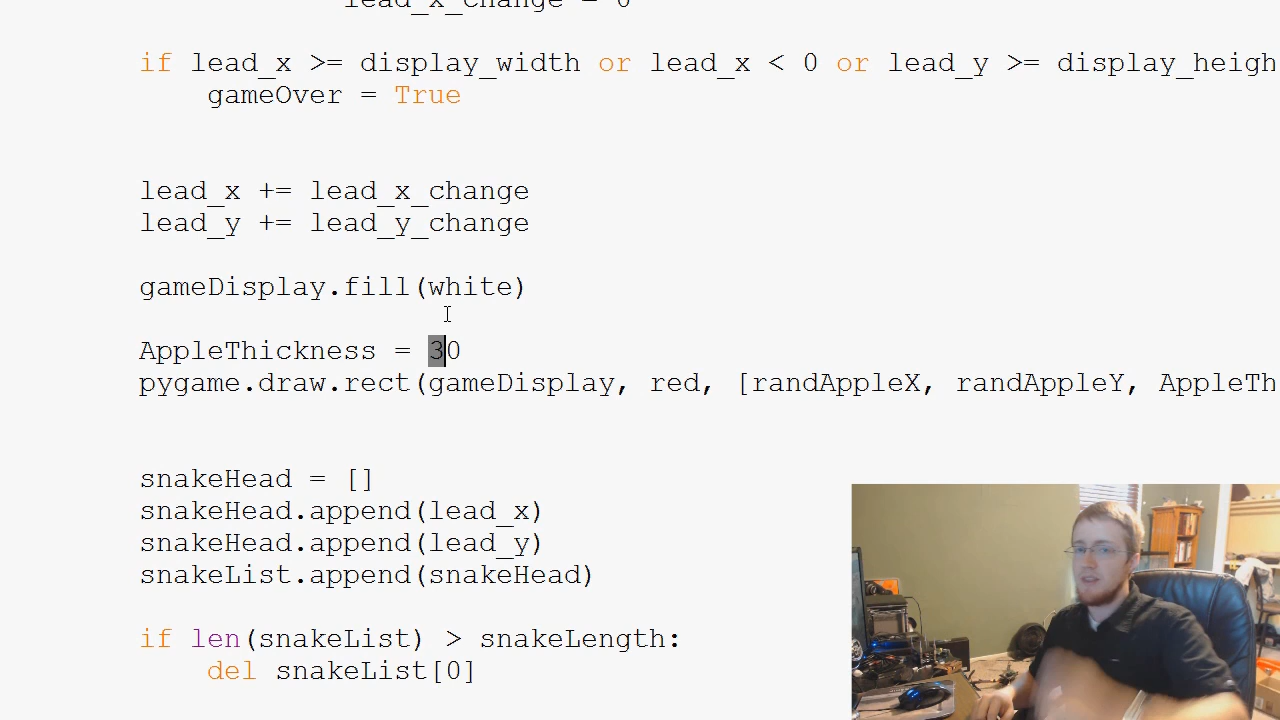 lead_x_change = 0
if lead_x >= display_width or lead_x < 0 or lead_y >= display_heigh
gameOver = True
lead_x += lead_x_change
lead_y += lead_y_change
gameDisplay.fill(white)
AppleThickness = 30
pygame.draw.rect(gameDisplay, red, [randAppleX, randAppleY, AppleTh
snakeHead = []
snakeHead.append(lead_x)
snakeHead.append(lead_y)
snakeList.append(snakeHead)
if len(snakeList) > snakeLength:
del snakeList[0]